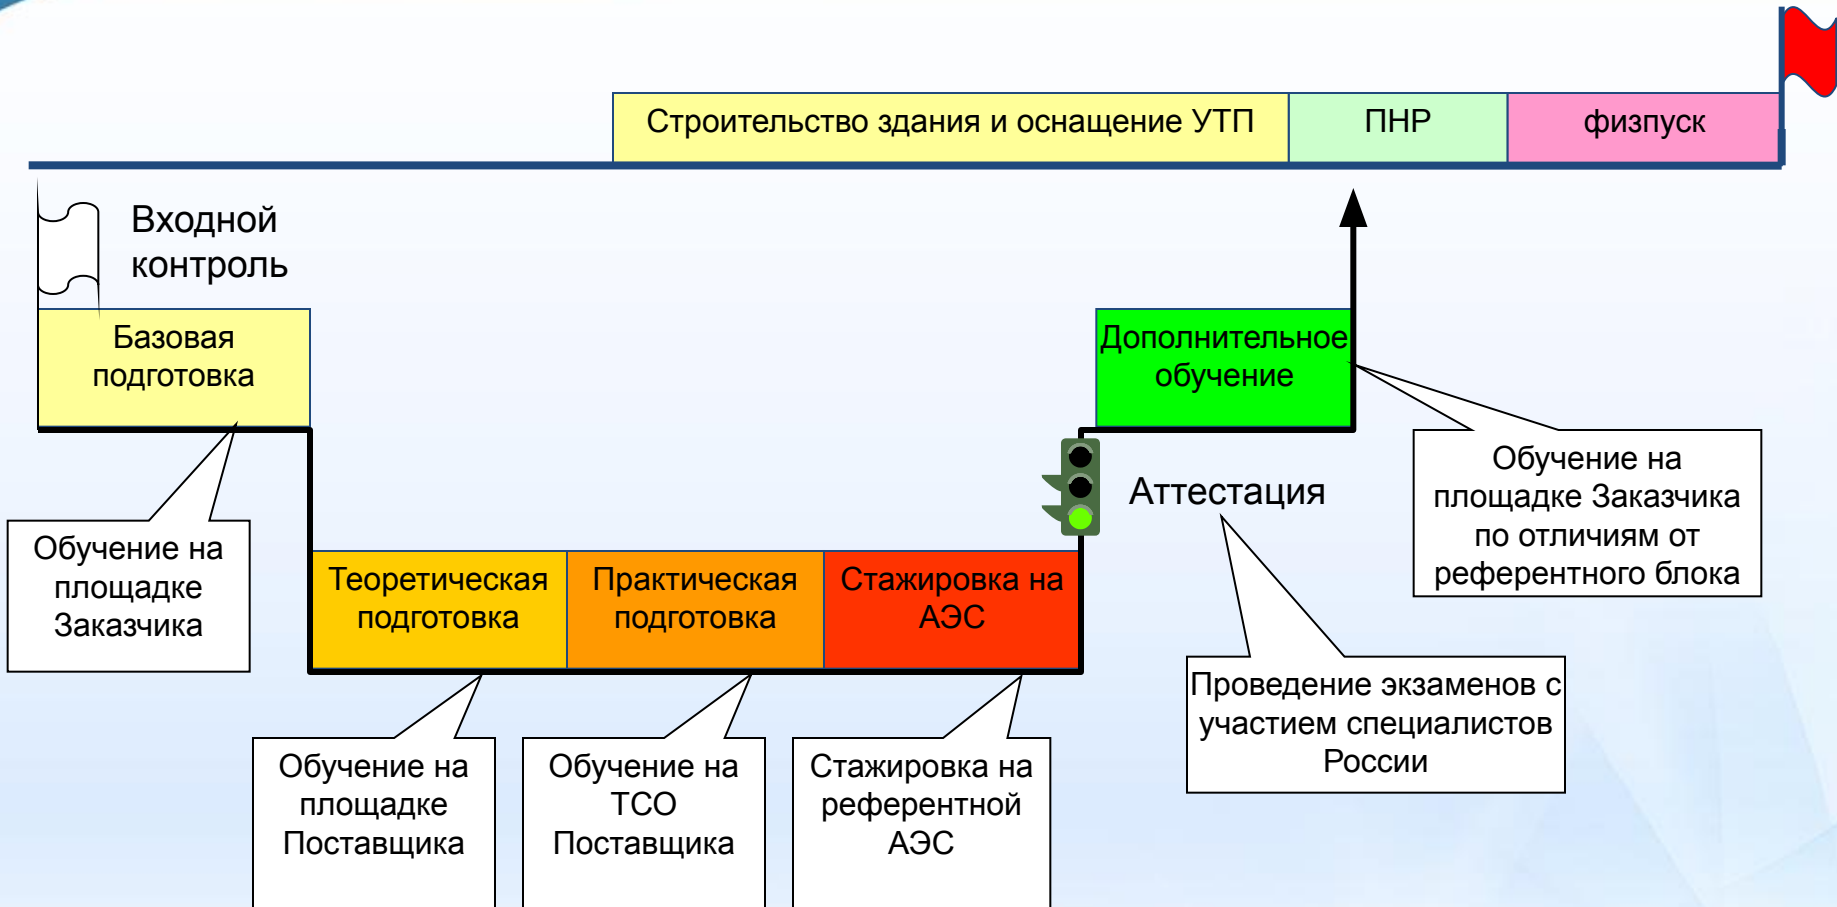 Строительство здания и оснащение УТП
ПНР
физпуск
Входной
контроль
Базовая
подготовка
Дополнительное
обучение
Обучение на
площадке Заказчика
по отличиям от
референтного блока
Аттестация
Обучение на
площадке
Заказчика
Теоретическая
подготовка
Практическая
подготовка
Стажировка на
АЭС
Проведение экзаменов с
участием специалистов
России
Обучение на
площадке
Поставщика
Обучение на
ТСО
Поставщика
Стажировка на
референтной
АЭС